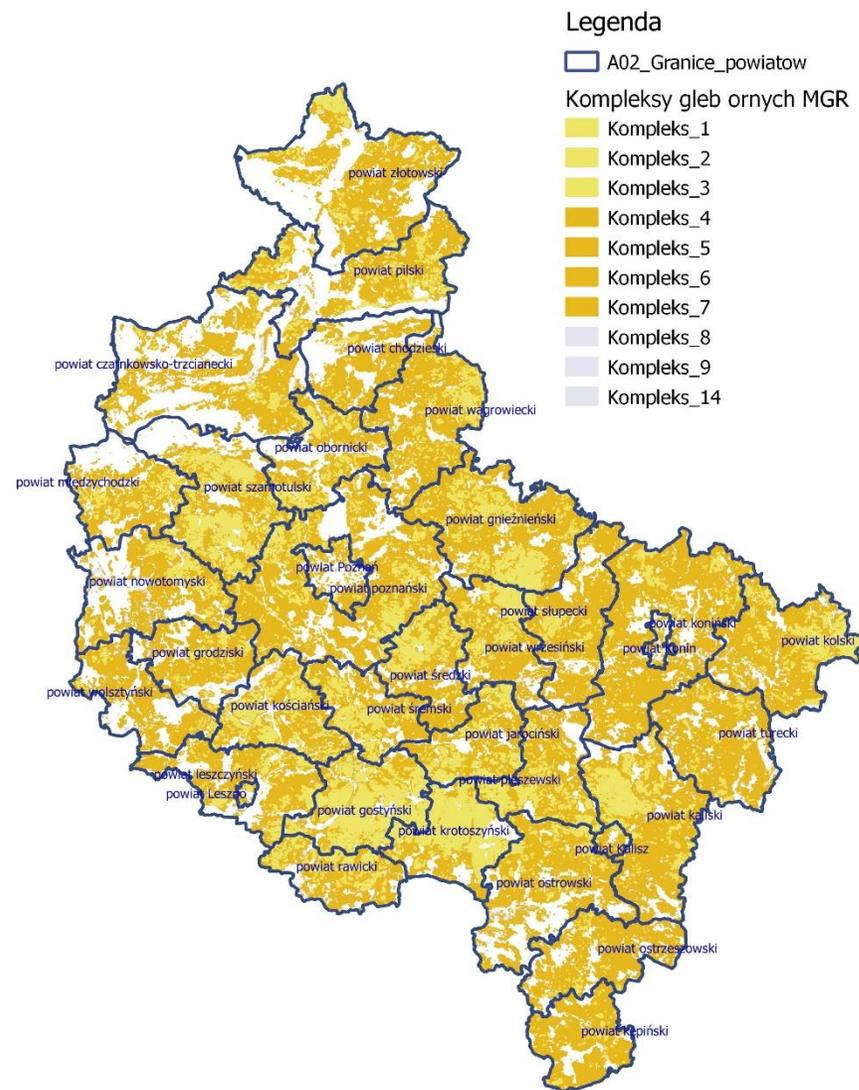 Legenda
A02_Granice_powiatow
Kompleksy gleb ornych MGR
Kompleks_1
Kompleks_2
Kompleks_3
Kompleks_4
Kompleks_5
Kompleks_6
Kompleks_7
Kompleks_8
Kompleks_9
Kompleks_14
powiat złotowski
powiat pilski
powiat chodzieski
powiat czarnkowsko-trzcianecki
powiat wągrowiecki
powiat obornicki
powiat międzychodzki
powiat szamotulski
powiat gnieźnieński
powiat Poznań
powiat nowotomyski
powiat poznański
powiat słupecki
powiat koniński
powiat kolski
powiat wrzesiński
powiat Konin
powiat grodziski
powiat średzki
powiat wolsztyński
powiat kościański
powiat śremski
powiat jarociński
powiat turecki
powiat leszczyński
powiat pleszewski
powiat Leszno
powiat gostyński
powiat kaliski
powiat krotoszyński
powiat Kalisz
powiat rawicki
powiat ostrowski
powiat ostrzeszowski
powiat kępiński